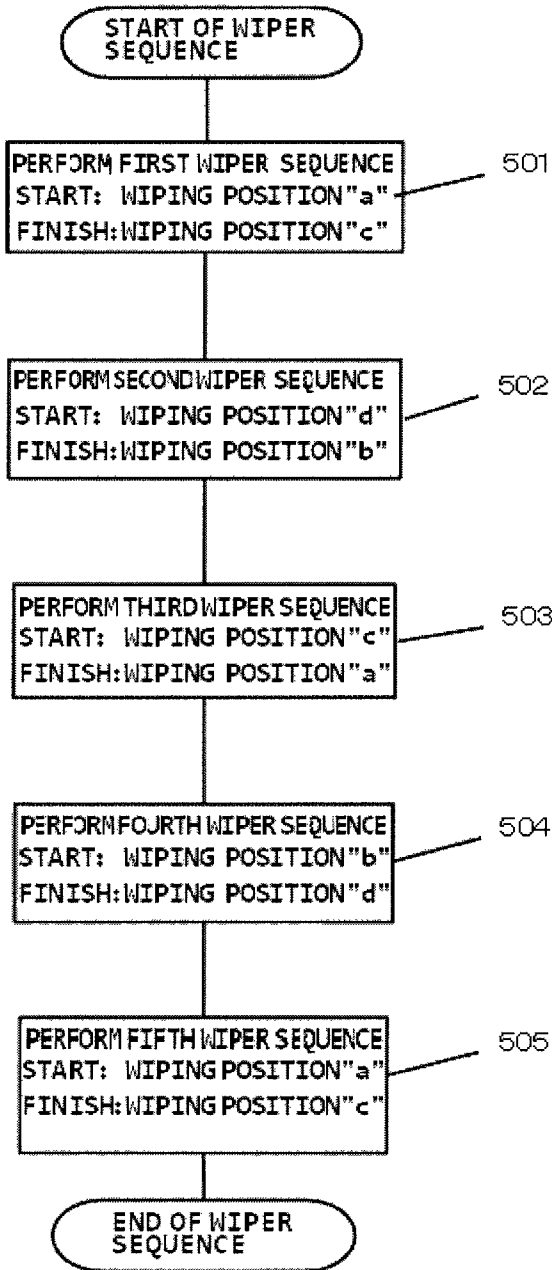 START OF WIPER
SEQUENCE
PERFORM FIRST WIPER SEQUENCE
START: WIPING POSITION"a"
FINISH:WIPING POSITION"c"
501
PERFORM SECOND WIPER SEQUENCE
START: WIPING POSITION"d"
FINISH:WIPING POSITION"b"
502
PERFORM THIRD WIPER SEQUENCE
START: WIPING POSITION"c"
FINISH:WIPING POSITION"a"
503
PERFORM FOURTH WIPER SEQUENCE
START: WIPING POSITION"b"
FINISH:WIPING POSITION"d"
504
PERFORM FIFTH WIPER SEQUENCE
START: WIPING POSITION"a"
FINISH:WIPING POSITION"c"
505
END OF WIPER
SEQUENCE